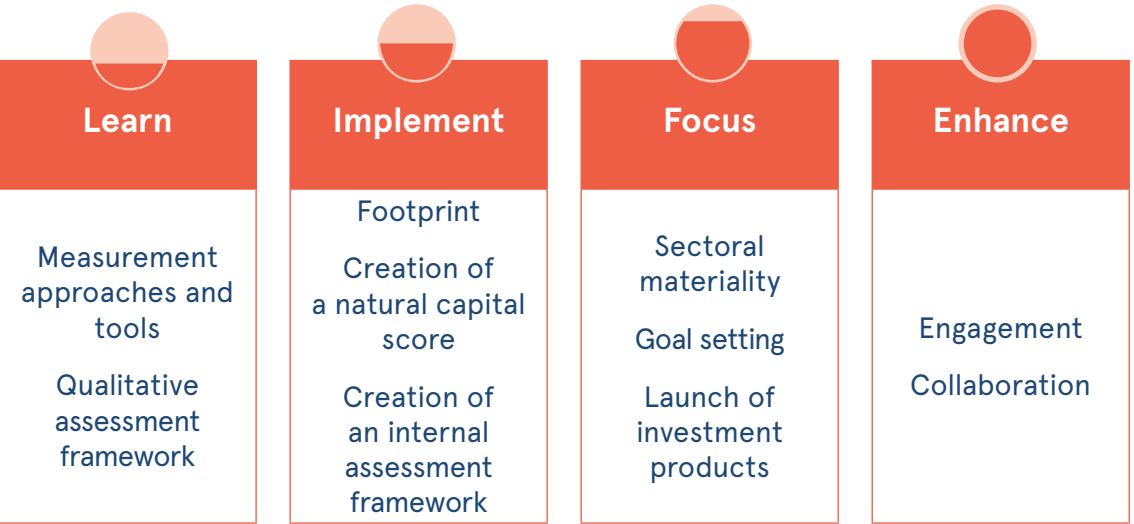 Learn
Measurement
approaches and
tools
Qualitative
assessment
framework
Implement
Footprint
Creation of
a natural capital
score
Creation of
an internal
assessment
framework
Focus
Sectoral
materiality
Goal setting
Launch of
investment
products
Enhance
Engagement
Collaboration